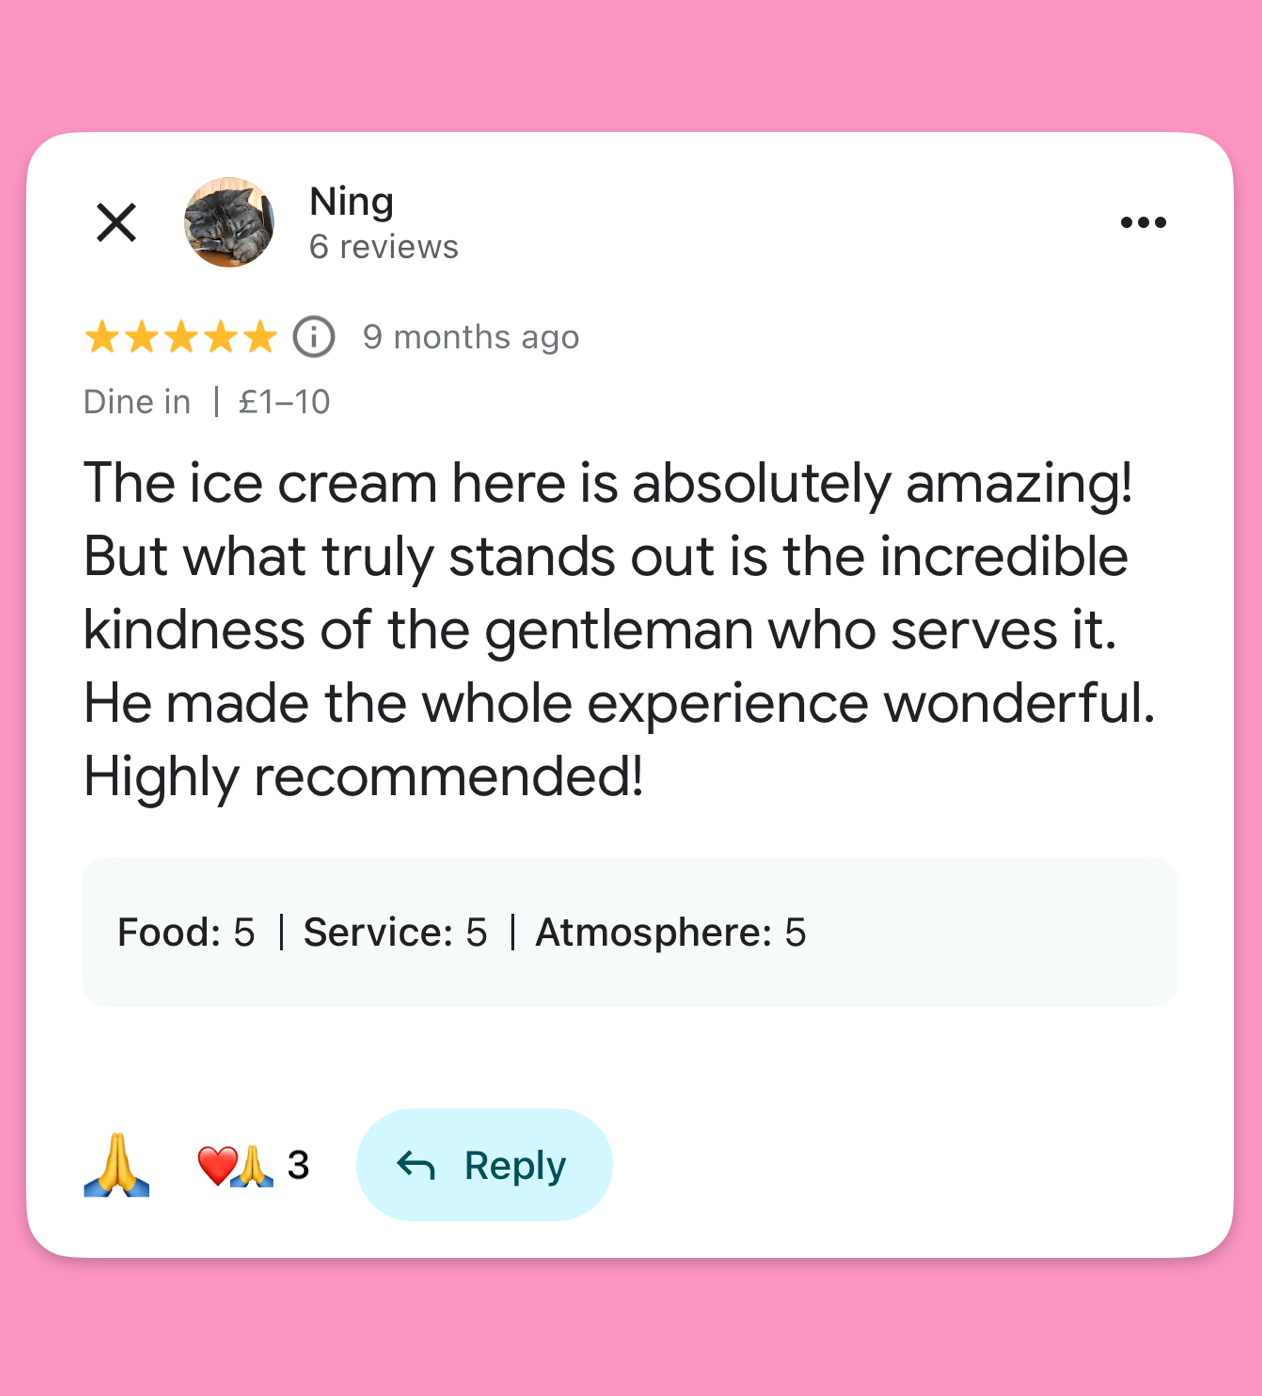 Ning
6 reviews
9 months ago
Dine in | £1–10
The ice cream here is absolutely amazing!
But what truly stands out is the incredible
kindness of the gentleman who serves it.
He made the whole experience wonderful.
Highly recommended!
Food: 5 | Service: 5 | Atmosphere: 5
3
Reply